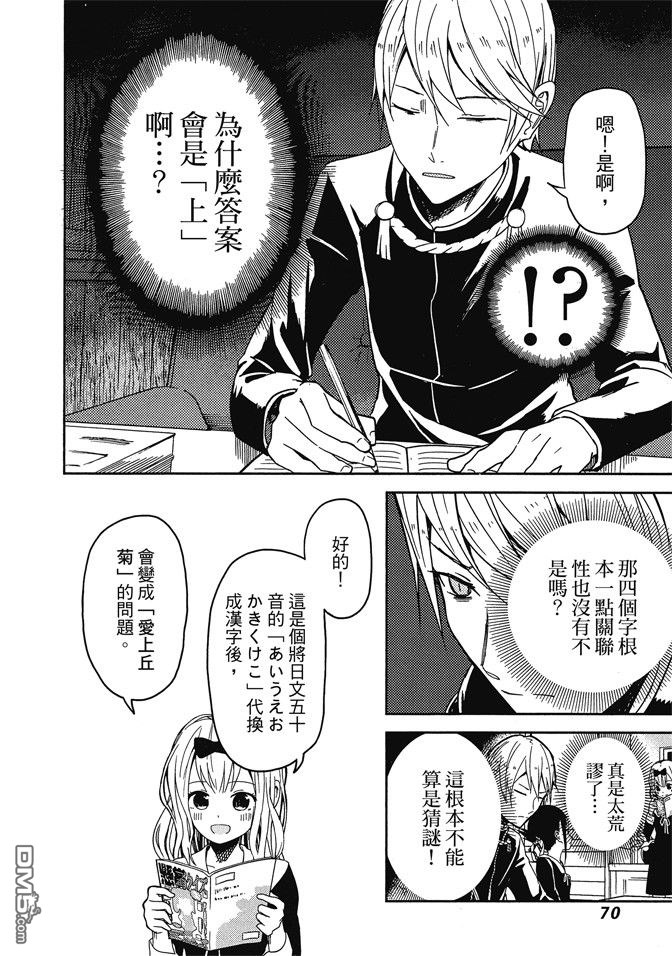 嗯！是啊，
!?
為什麼答案
會是「上」
啊…？
那四個字根
本一點關聯
性也沒有不
是嗎？
真是太荒
謬了…
這根本不能
算是猜謎！
好的！
這是個將日文五十
音的「あいうえお
かきくけこ」代換
成漢字後，
會變成「愛上丘
菊」的問題。
70
DM5.com